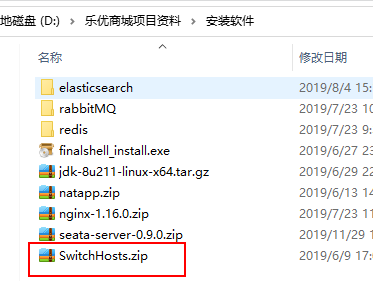 地磁盘 (D:) > 乐优商城项目资料 > 安装软件
名称 修改日期
elasticsearch 2019/8/4 15:
rabbitMQ 2019/7/23 10
redis 2019/7/23 9:
finalshell_install.exe 2019/6/27 23
jdk-8u211-linux-x64.tar.gz 2019/6/29 22
natapp.zip 2019/6/13 14
nginx-1.16.0.zip 2019/7/23 11
seata-server-0.9.0.zip 2019/11/29 1
SwitchHosts.zip 2019/6/9 17: